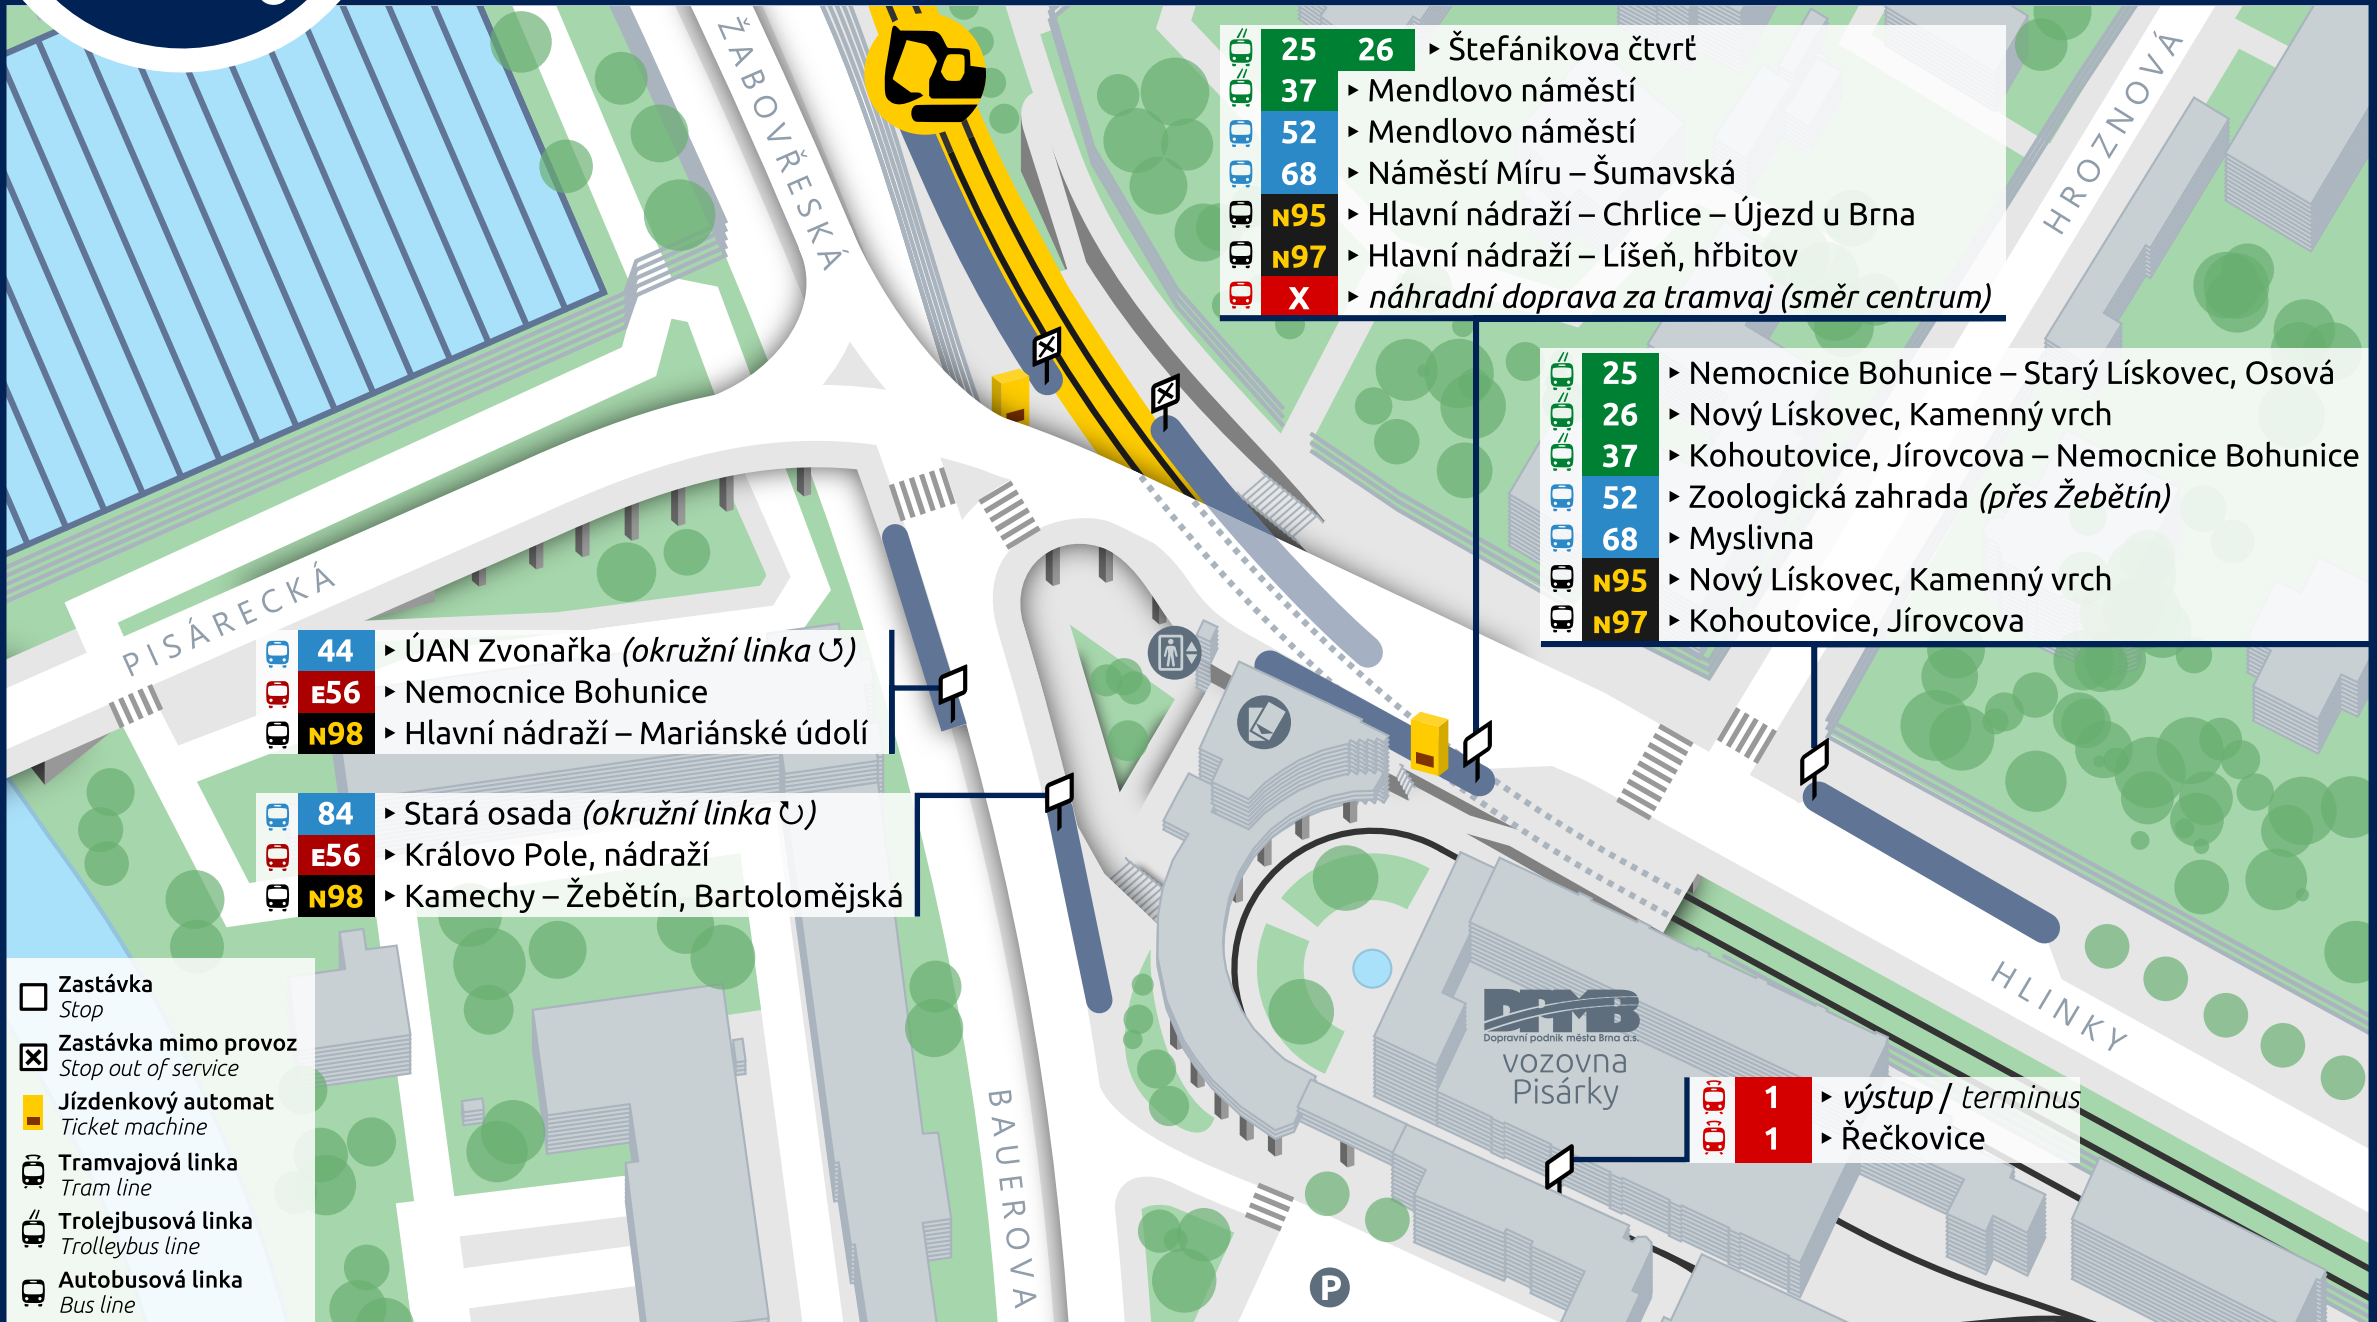 ŽABOVŘESKÁ
HROZNOVÁ
25 26 ▸ Štefánikova čtvrť
37 ▸ Mendlovo náměstí
52 ▸ Mendlovo náměstí
68 ▸ Náměstí Míru – Šumavská
N95 ▸ Hlavní nádraží – Chrlice – Újezd u Brna
N97 ▸ Hlavní nádraží – Líšeň, hřbitov
X ▸ náhradní doprava za tramvaj (směr centrum)
25 ▸ Nemocnice Bohunice – Starý Lískovec, Osová
26 ▸ Nový Lískovec, Kamenný vrch
37 ▸ Kohoutovice, Jírovcova – Nemocnice Bohunice
52 ▸ Zoologická zahrada (přes Žebětín)
68 ▸ Myslivna
N95 ▸ Nový Lískovec, Kamenný vrch
N97 ▸ Kohoutovice, Jírovcova
PISÁRECKÁ
44 ▸ ÚAN Zvonařka (okružní linka ↺)
E56 ▸ Nemocnice Bohunice
N98 ▸ Hlavní nádraží – Mariánské údolí
84 ▸ Stará osada (okružní linka ↻)
E56 ▸ Královo Pole, nádraží
N98 ▸ Kamechy – Žebětín, Bartolomějská
HLINKY
DPMB
Dopravní podnik města Brna a.s.
vozovna
Pisárky
1 ▸ výstup / terminus
1 ▸ Řečkovice
BAUEROVA
P
Zastávka
Stop
Zastávka mimo provoz
Stop out of service
Jízdenkový automat
Ticket machine
Tramvajová linka
Tram line
Trolejbusová linka
Trolleybus line
Autobusová linka
Bus line